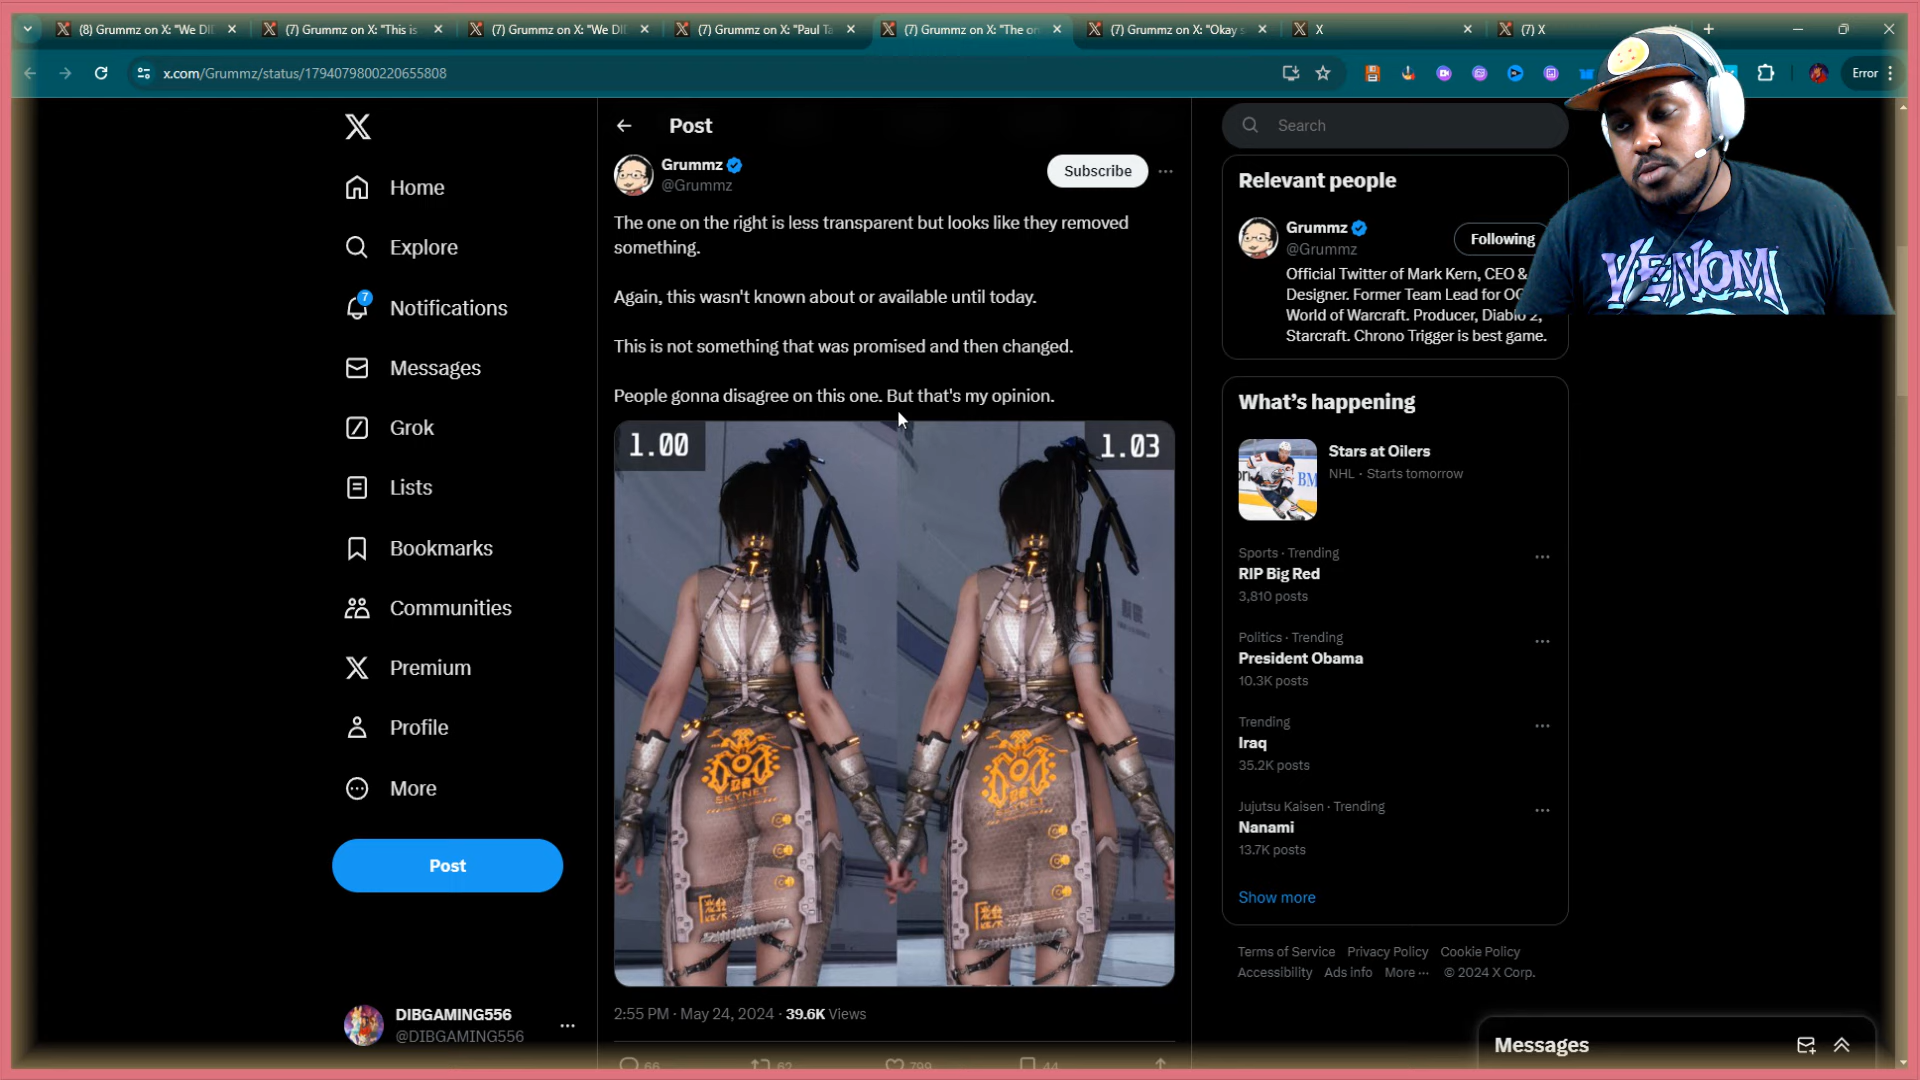 (8) Grummz on X: "We DI
(7) Grummz on X: "This is
(7) Grummz on X: "We DI
(7) Grummz on X: "Paul Ta
(7) Grummz on X: "The on
(7) Grummz on X: "Okay s
X
(7) X
x.com/Grummz/status/1794079800220655808
Error
Home
Explore
7
Notifications
Messages
Grok
Lists
Bookmarks
Communities
Premium
Profile
More
Post
DIBGAMING556
@DIBGAMING556
Post
Grummz
@Grummz
Subscribe
The one on the right is less transparent but looks like they removed
something.
Again, this wasn't known about or available until today.
This is not something that was promised and then changed.
People gonna disagree on this one. But that's my opinion.
1.00
1.03
SKYNET
SKYNET
2:55 PM · May 24, 2024 · 39.6K Views
66
62
799
44
Search
Relevant people
Grummz
@Grummz
Following
Official Twitter of Mark Kern, CEO &
Designer. Former Team Lead for OG
World of Warcraft. Producer, Diablo 2,
Starcraft. Chrono Trigger is best game.
VENOM
What's happening
Stars at Oilers
NHL · Starts tomorrow
Sports · Trending
RIP Big Red
3,810 posts
Politics · Trending
President Obama
10.3K posts
Trending
Iraq
35.2K posts
Jujutsu Kaisen · Trending
Nanami
13.7K posts
Show more
Terms of Service Privacy Policy Cookie Policy
Accessibility Ads info More ··· © 2024 X Corp.
Messages